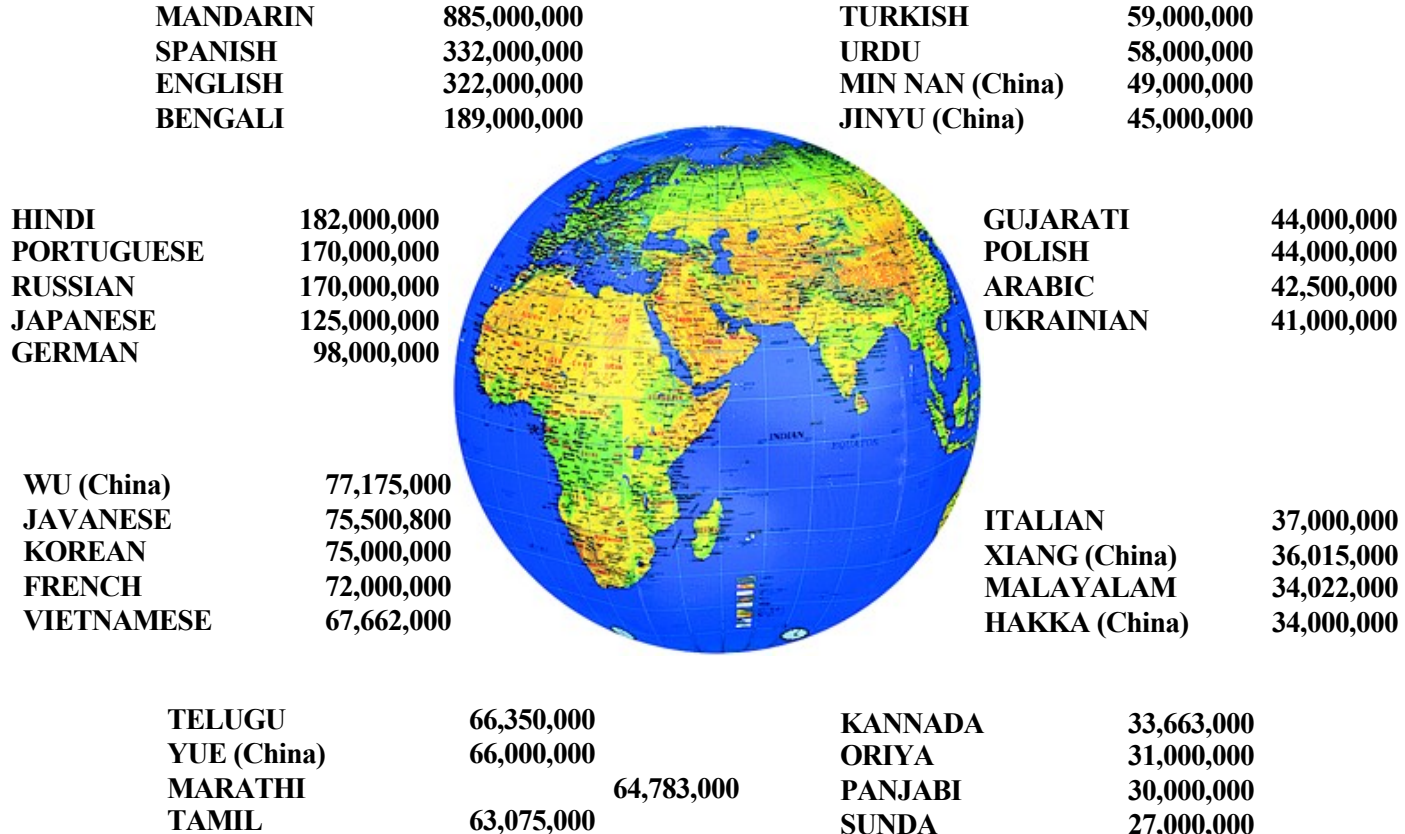 MANDARIN 885,000,000
SPANISH 332,000,000
ENGLISH 322,000,000
BENGALI 189,000,000
HINDI 182,000,000
PORTUGUESE 170,000,000
RUSSIAN 170,000,000
JAPANESE 125,000,000
GERMAN 98,000,000
WU (China) 77,175,000
JAVANESE 75,500,800
KOREAN 75,000,000
FRENCH 72,000,000
VIETNAMESE 67,662,000
TELUGU 66,350,000
YUE (China) 66,000,000
MARATHI 64,783,000
TAMIL 63,075,000
TURKISH 59,000,000
URDU 58,000,000
MIN NAN (China) 49,000,000
JINYU (China) 45,000,000
GUJARATI 44,000,000
POLISH 44,000,000
ARABIC 42,500,000
UKRAINIAN 41,000,000
ITALIAN 37,000,000
XIANG (China) 36,015,000
MALAYALAM 34,022,000
HAKKA (China) 34,000,000
KANNADA 33,663,000
ORIYA 31,000,000
PANJABI 30,000,000
SUNDA 27,000,000
INDIAN
EQUATOR